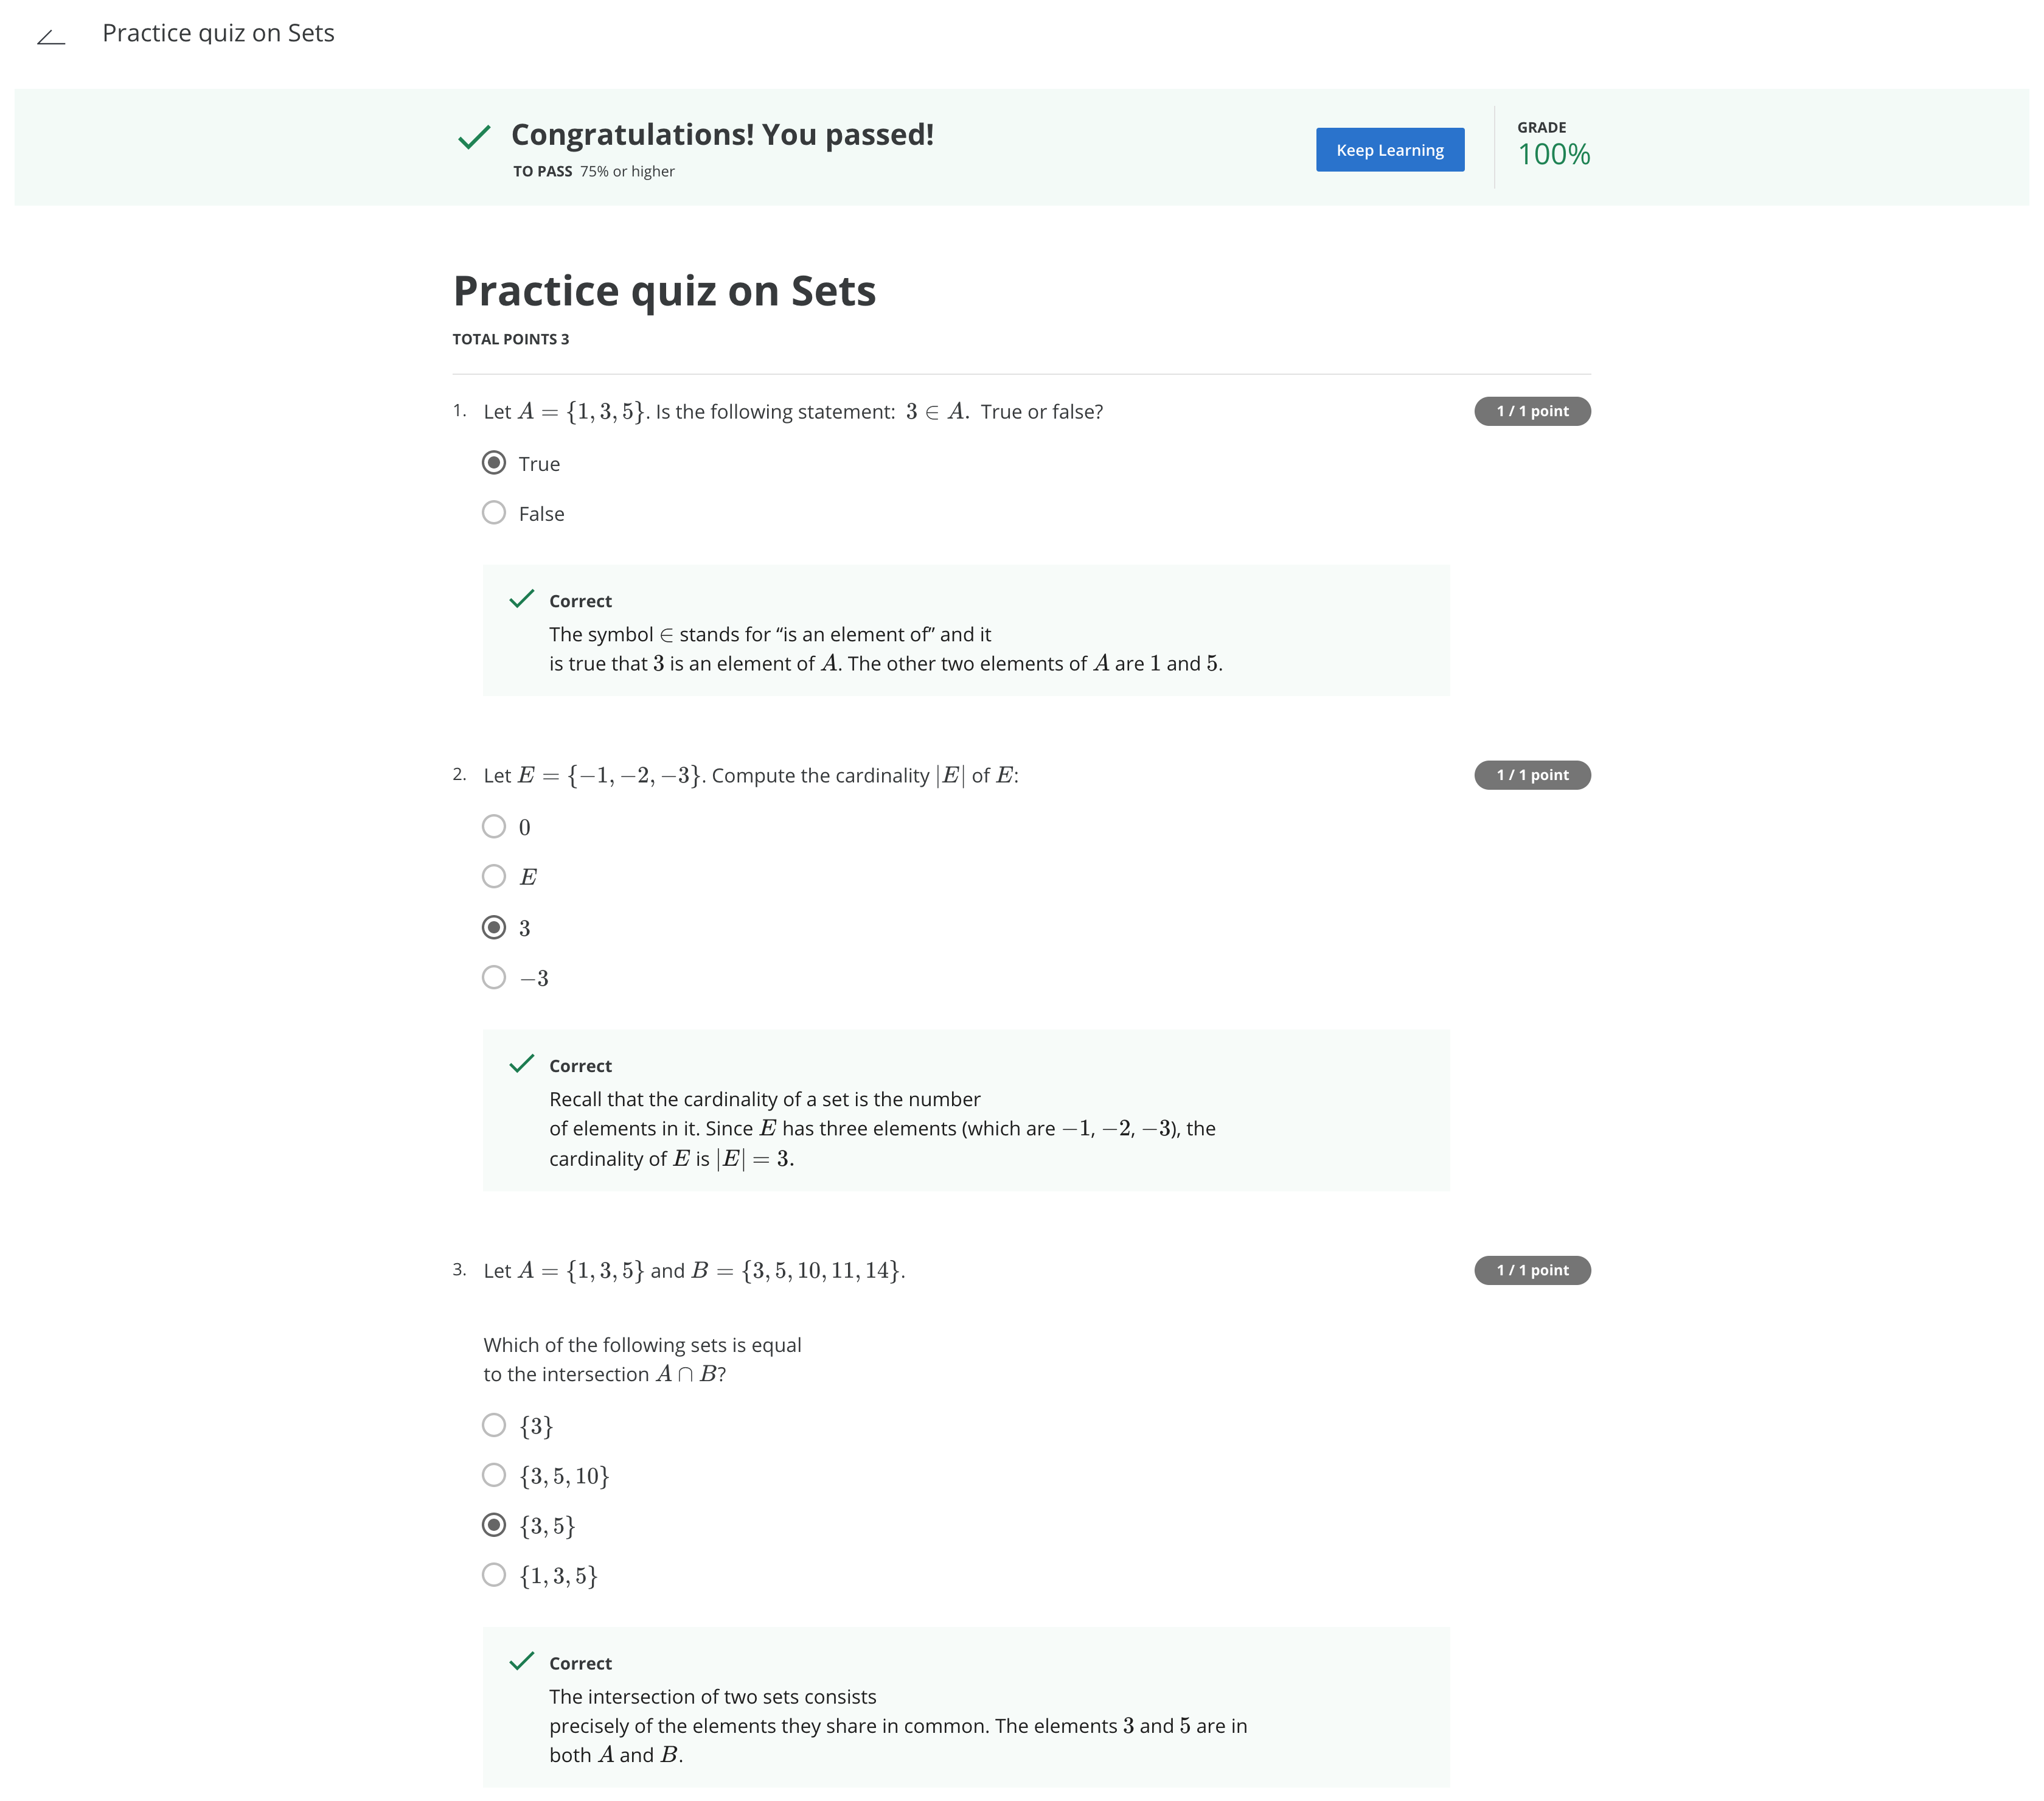 Practice quiz on Sets
Congratulations! You passed!
TO PASS 75% or higher
Keep Learning
GRADE
100%
Practice quiz on Sets
TOTAL POINTS 3
1. Let A = {1, 3, 5}. Is the following statement: 3 ∈ A. True or false?
1 / 1 point
True
False
Correct
The symbol ∈ stands for “is an element of” and it
is true that 3 is an element of A. The other two elements of A are 1 and 5.
2. Let E = {−1, −2, −3}. Compute the cardinality |E| of E:
1 / 1 point
0
E
3
−3
Correct
Recall that the cardinality of a set is the number
of elements in it. Since E has three elements (which are −1, −2, −3), the
cardinality of E is |E| = 3.
3. Let A = {1, 3, 5} and B = {3, 5, 10, 11, 14}.
1 / 1 point
Which of the following sets is equal
to the intersection A ∩ B?
{3}
{3, 5, 10}
{3, 5}
{1, 3, 5}
Correct
The intersection of two sets consists
precisely of the elements they share in common. The elements 3 and 5 are in
both A and B.